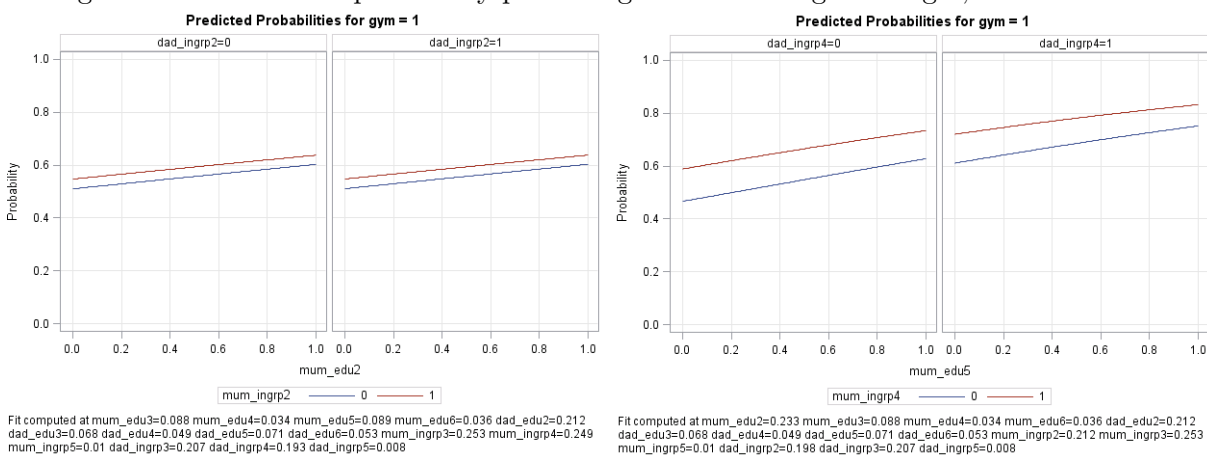 Predicted Probabilities for gym = 1
dad_ingrp2=0 dad_ingrp2=1
1.0
0.8
0.6
0.4
0.2
0.0
Probability
0.0 0.2 0.4 0.6 0.8 1.0 0.0 0.2 0.4 0.6 0.8 1.0
mum_edu2
mum_ingrp2 0 1
Fit computed at mum_edu3=0.088 mum_edu4=0.034 mum_edu5=0.089 mum_edu6=0.036 dad_edu2=0.212
dad_edu3=0.068 dad_edu4=0.049 dad_edu5=0.071 dad_edu6=0.053 mum_ingrp3=0.253 mum_ingrp4=0.249
mum_ingrp5=0.01 dad_ingrp3=0.207 dad_ingrp4=0.193 dad_ingrp5=0.008
Predicted Probabilities for gym = 1
dad_ingrp4=0 dad_ingrp4=1
1.0
0.8
0.6
0.4
0.2
0.0
Probability
0.0 0.2 0.4 0.6 0.8 1.0 0.0 0.2 0.4 0.6 0.8 1.0
mum_edu5
mum_ingrp4 0 1
Fit computed at mum_edu2=0.233 mum_edu3=0.088 mum_edu4=0.034 mum_edu6=0.036 dad_edu2=0.212
dad_edu3=0.068 dad_edu4=0.049 dad_edu5=0.071 dad_edu6=0.053 mum_ingrp2=0.212 mum_ingrp3=0.253
mum_ingrp5=0.01 dad_ingrp2=0.198 dad_ingrp3=0.207 dad_ingrp5=0.008